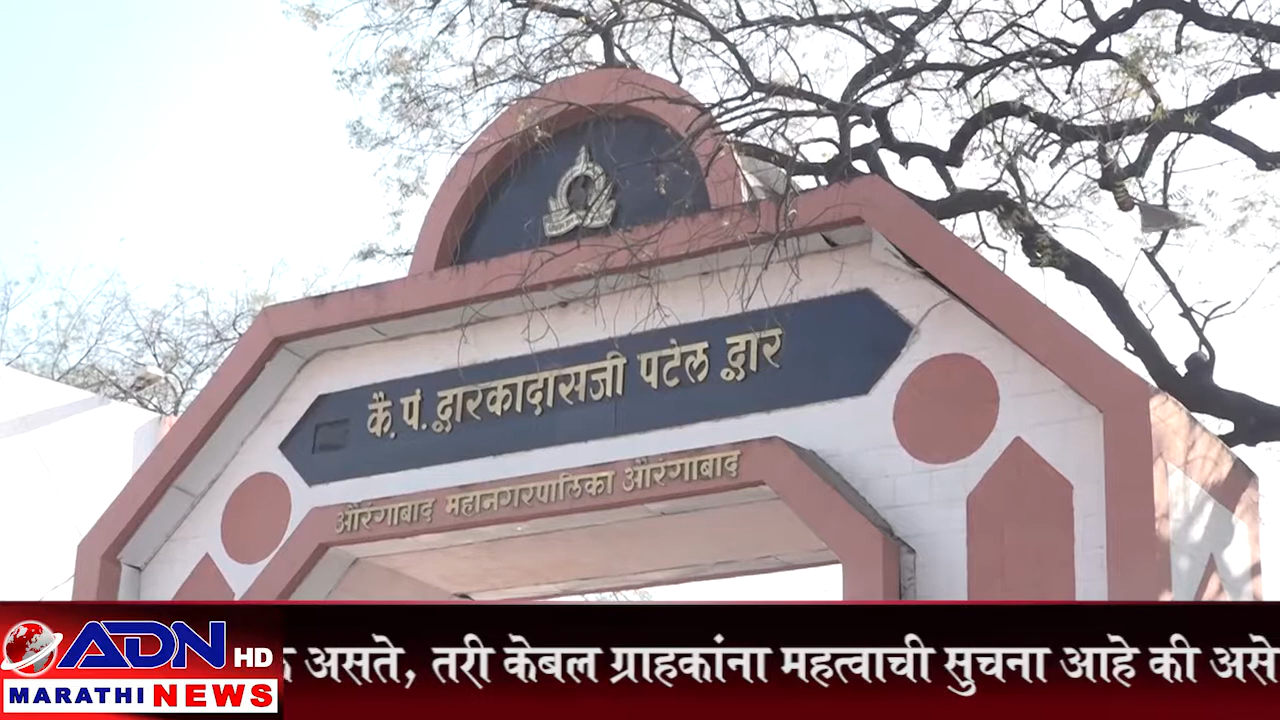 कै. पं. द्वारकादासजी पटेल द्वार
औरंगाबाद महानगरपालिका औरंगाबाद
असते, तरी केबल ग्राहकांना महत्वाची सुचना आहे की असे
ADN HD
MARATHI NEWS